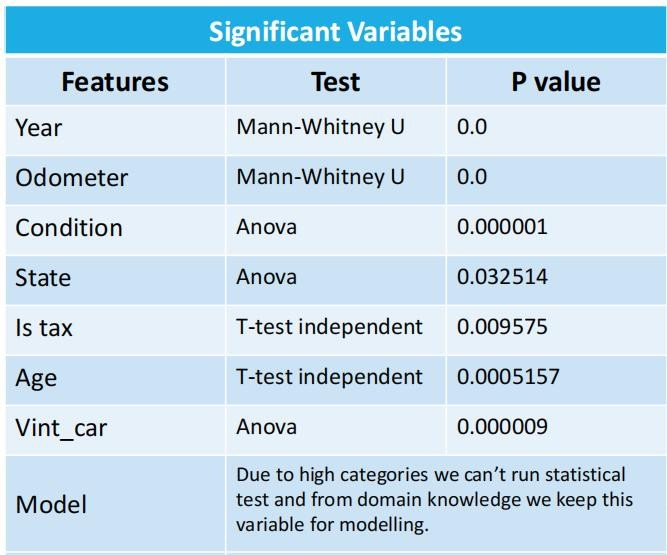 Significant Variables
Features Test P value
Year Mann-Whitney U 0.0
Odometer Mann-Whitney U 0.0
Condition Anova 0.000001
State Anova 0.032514
Is tax T-test independent 0.009575
Age T-test independent 0.0005157
Vint_car Anova 0.000009
Model
Due to high categories we can’t run statistical
test and from domain knowledge we keep this
variable for modelling.